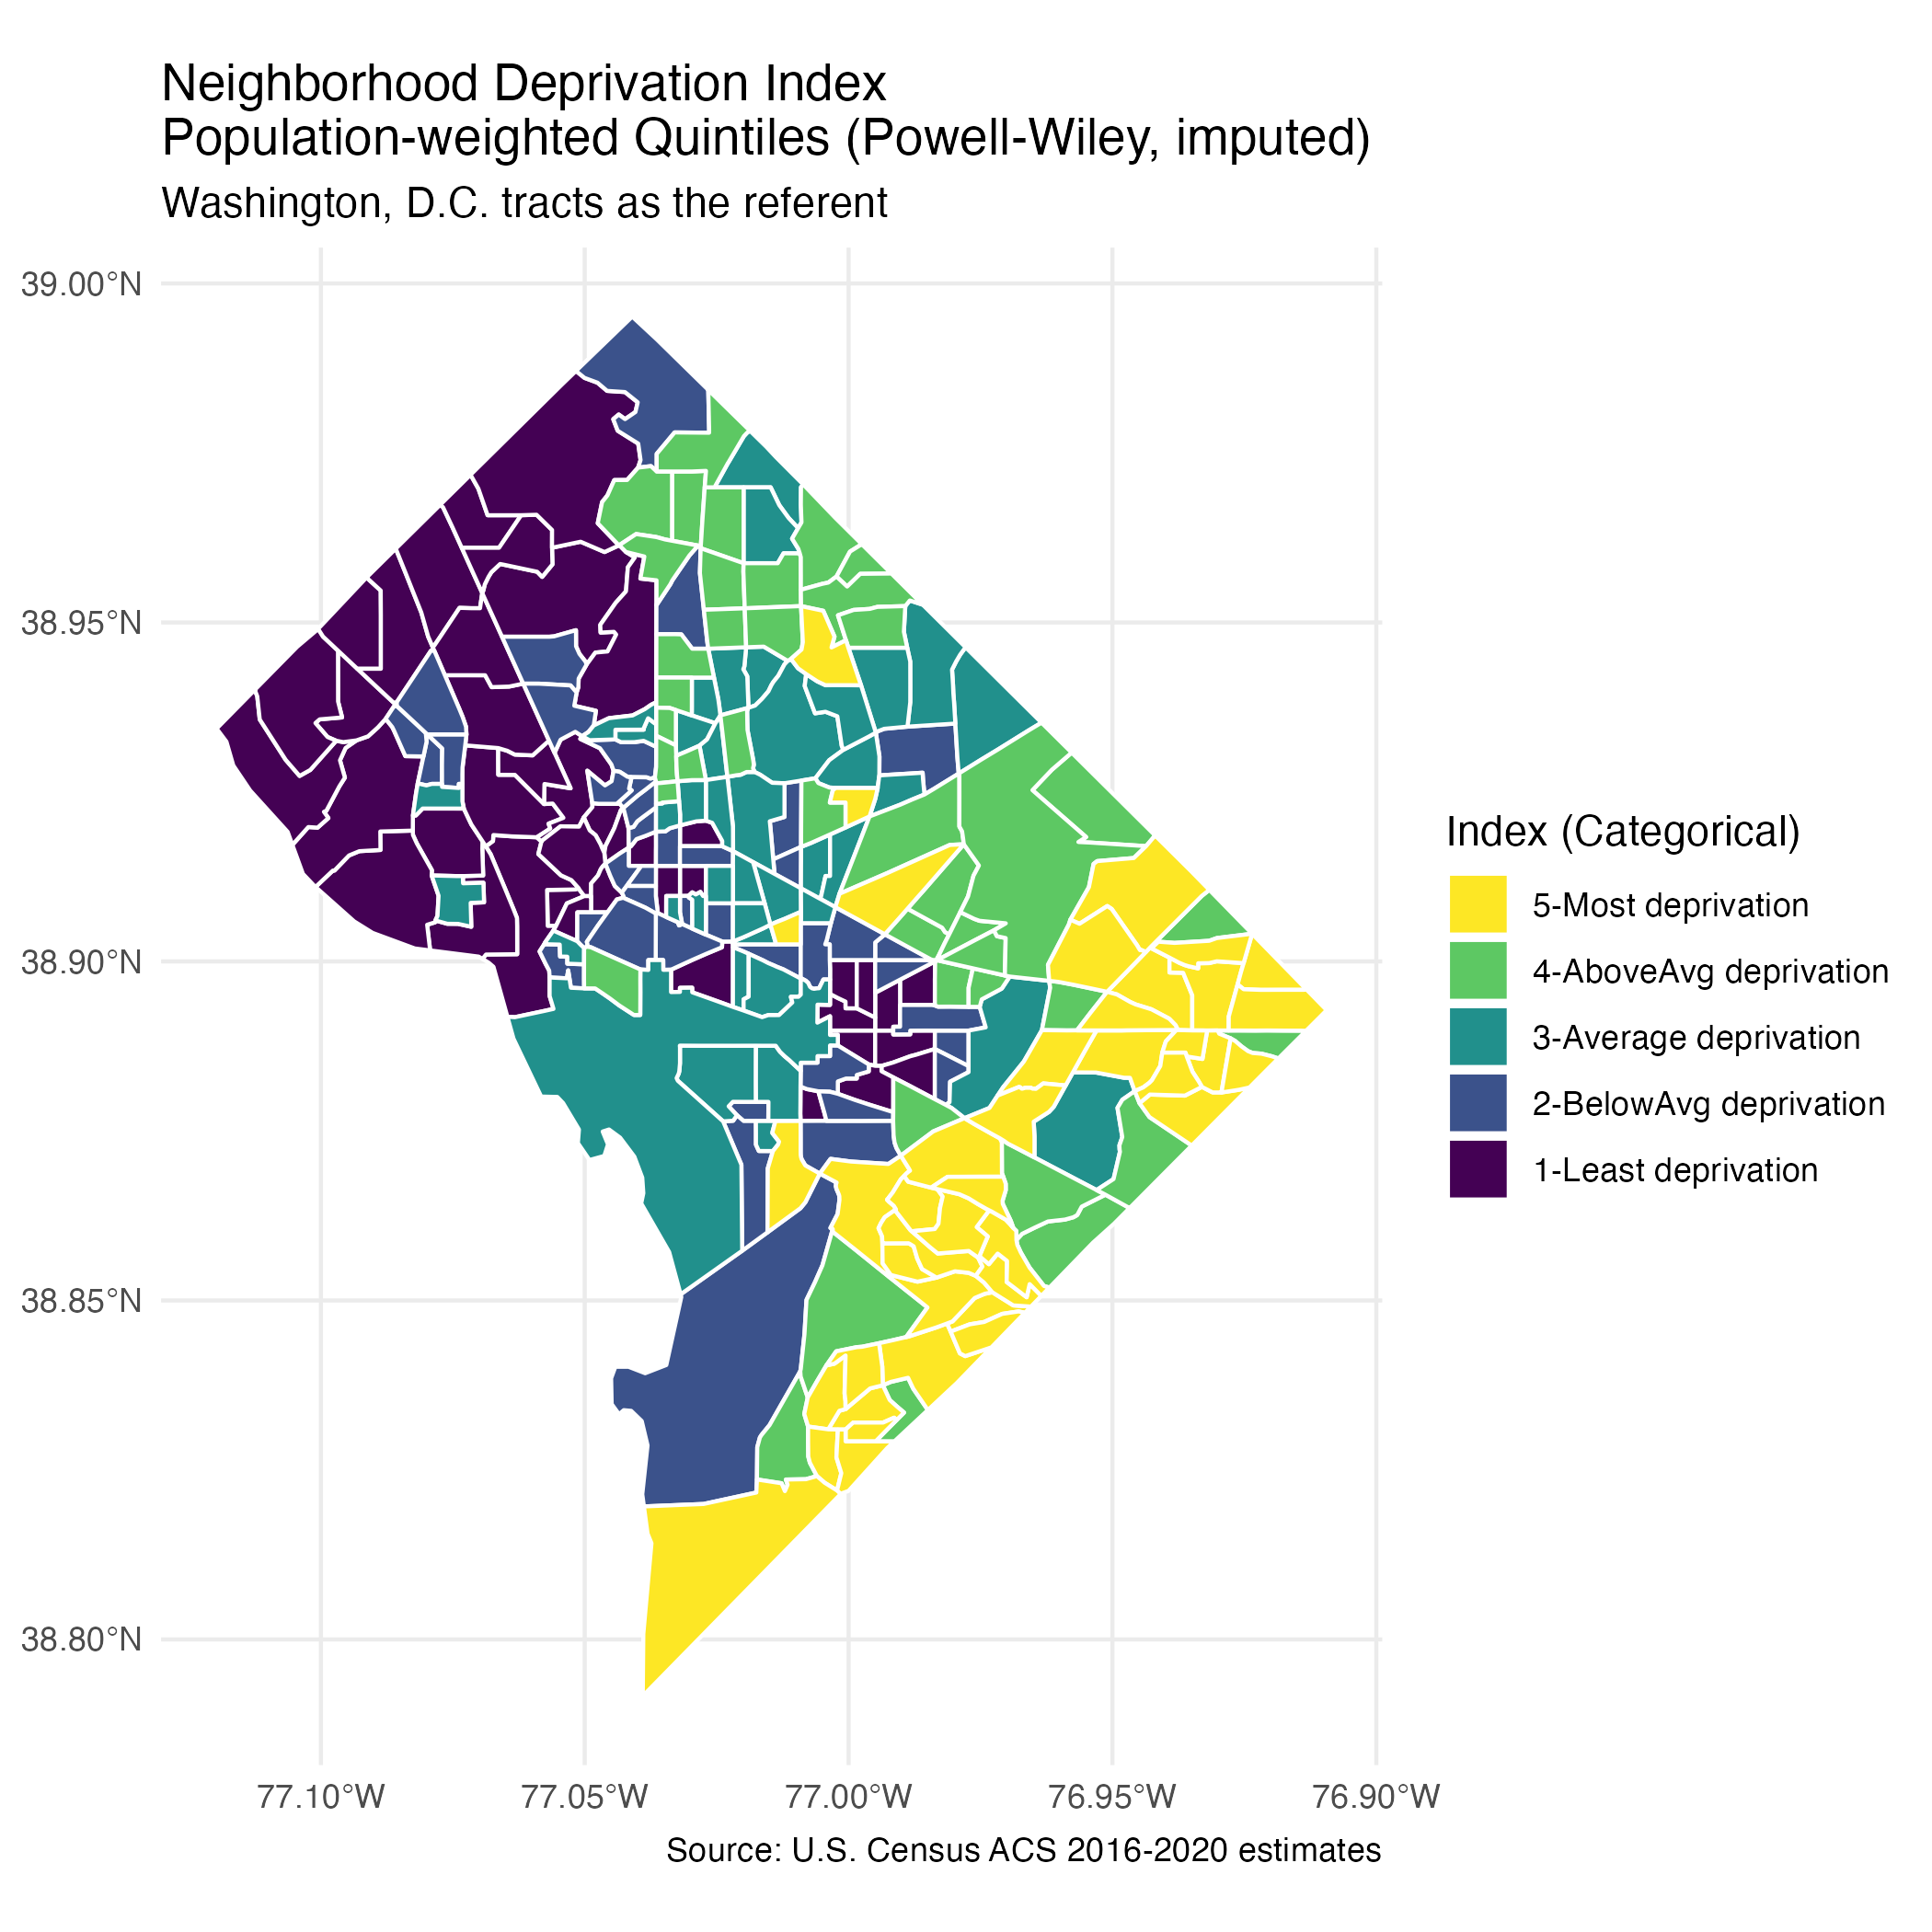 Neighborhood Deprivation Index
Population-weighted Quintiles (Powell-Wiley, imputed)
Washington, D.C. tracts as the referent
39.00°N
38.95°N
38.90°N
38.85°N
38.80°N
77.10°W
77.05°W
77.00°W
76.95°W
76.90°W
Index (Categorical)
5-Most deprivation
4-AboveAvg deprivation
3-Average deprivation
2-BelowAvg deprivation
1-Least deprivation
Source: U.S. Census ACS 2016-2020 estimates